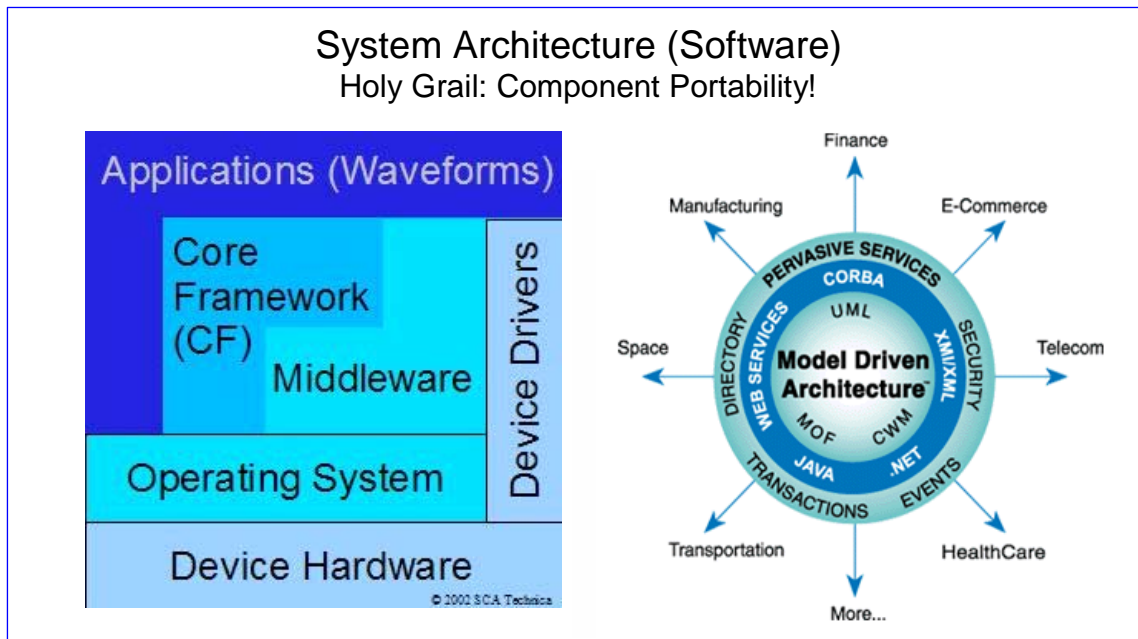 System Architecture (Software)
Holy Grail: Component Portability!
Applications (Waveforms)
Core
Framework
(CF)
Middleware
Device Drivers
Operating System
Device Hardware
© 2002 SCA Technica
Finance
Manufacturing
E-Commerce
Space
Telecom
Transportation
HealthCare
More...
PERVASIVE SERVICES
DIRECTORY
SECURITY
TRANSACTIONS
EVENTS
CORBA
WEB SERVICES
XMI/XML
JAVA
.NET
UML
Model Driven
Architecture™
MOF
CWM